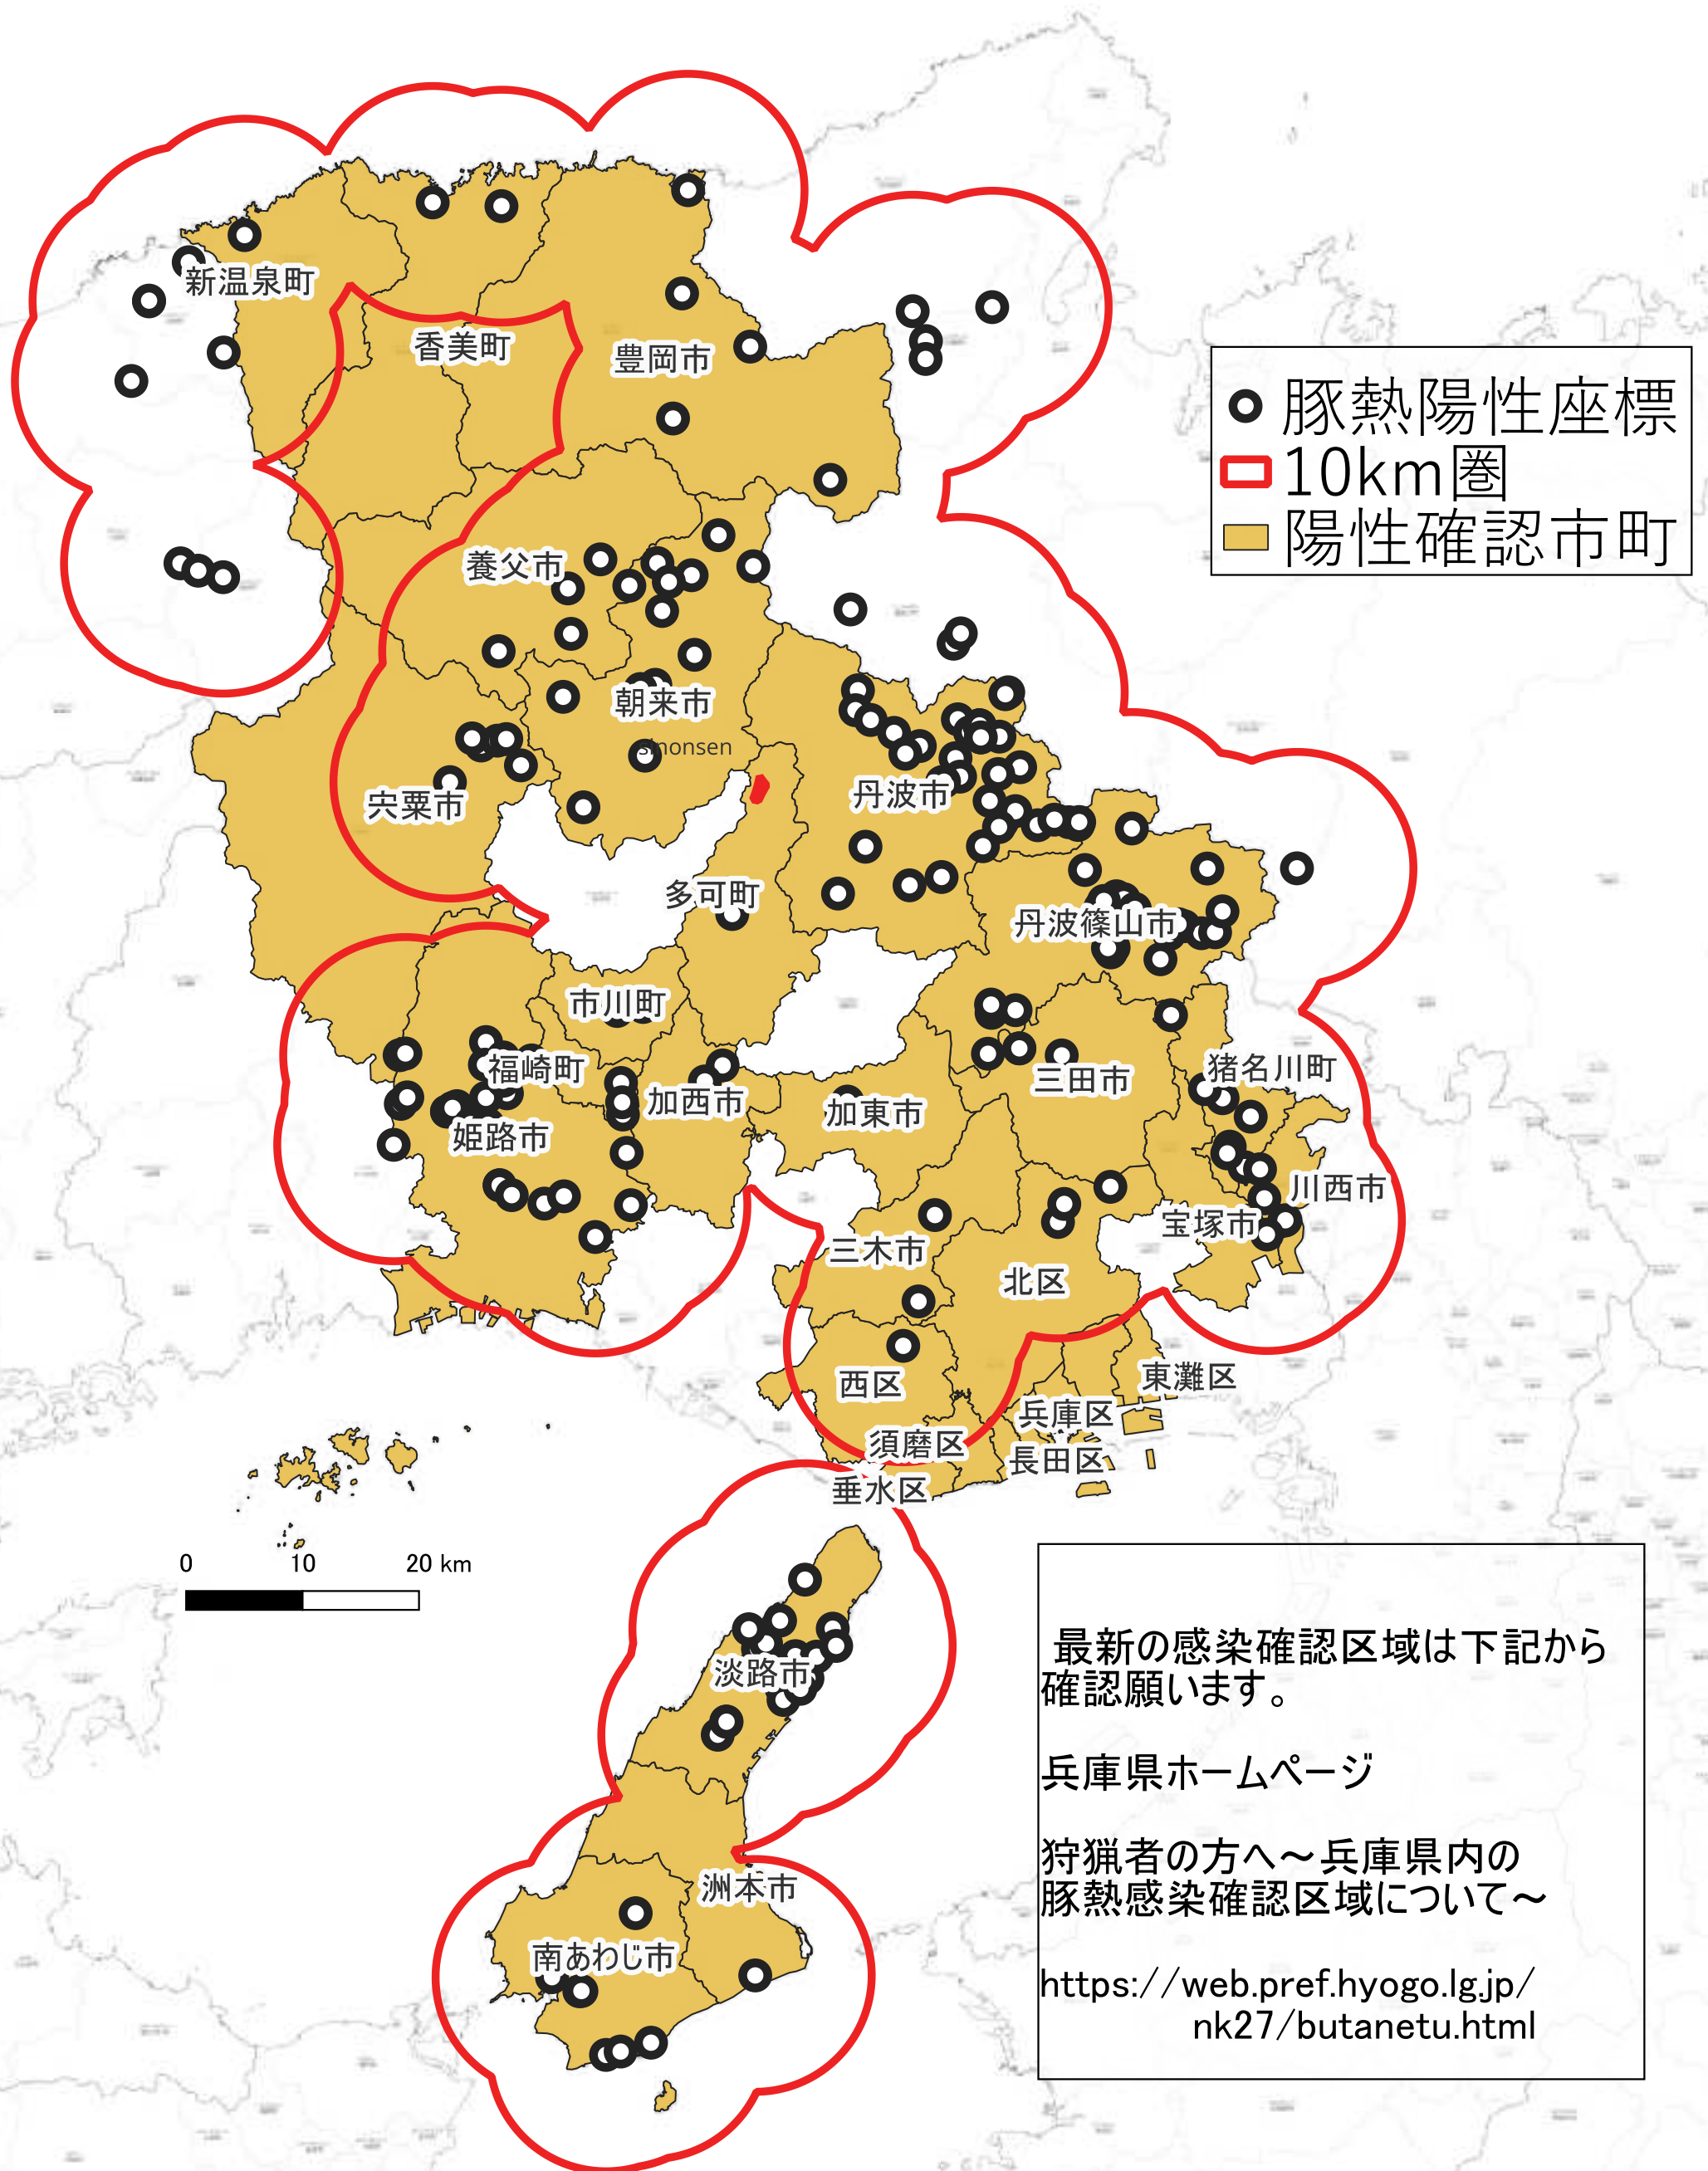 新温泉町
香美町
豊岡市
豚熱陽性座標
10km圏
陽性確認市町
養父市
朝来市
sinonsen
宍粟市
丹波市
多可町
丹波篠山市
市川町
福崎町
加西市
加東市
三田市
猪名川町
姫路市
川西市
宝塚市
三木市
北区
西区
東灘区
兵庫区
須磨区
長田区
垂水区
0 10 20 km
淡路市
洲本市
南あわじ市
最新の感染確認区域は下記から
確認願います。
兵庫県ホームページ
狩猟者の方へ～兵庫県内の
豚熱感染確認区域について～
https://web.pref.hyogo.lg.jp/
nk27/butanetu.html